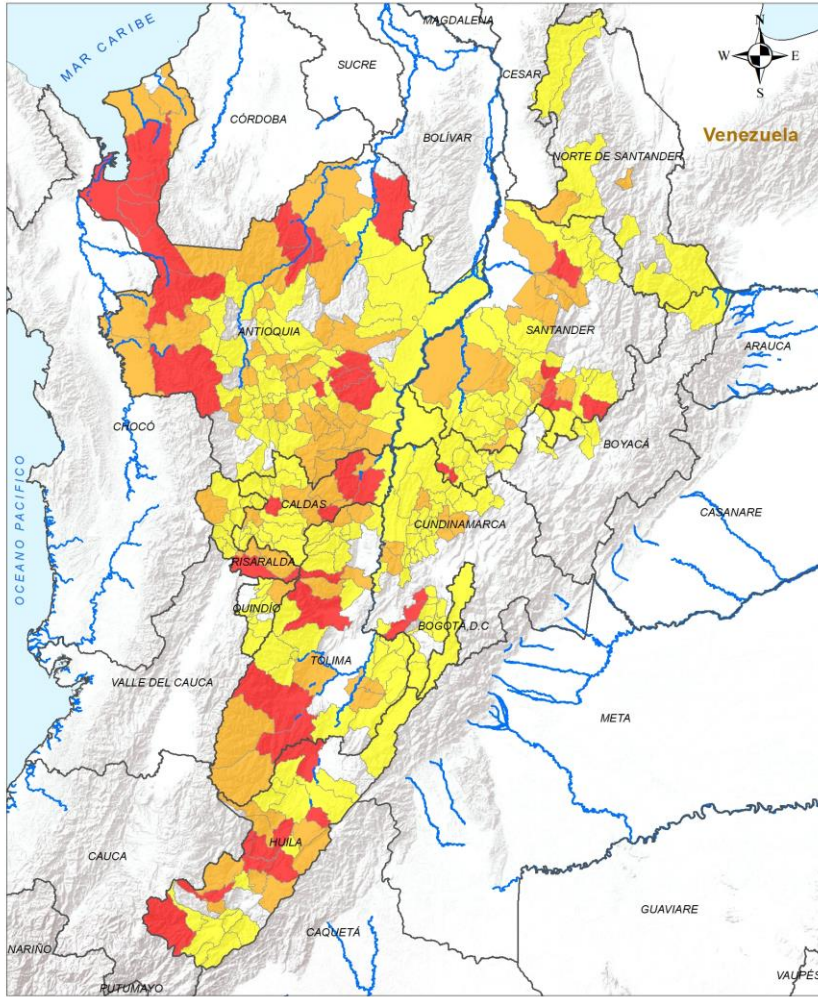 MAGDALENA
MAR CARIBE
N
W E
S
SUCRE
CESAR
CÓRDOBA
BOLÍVAR
Venezuela
NORTE DE SANTANDER
ANTIOQUIA
SANTANDER
ARAUCA
CHOCÓ
BOYACÁ
OCEANO PACIFICO
CALDAS
CUNDINAMARCA
CASANARE
RISARALDA
QUINDÍO
BOGOTÁ,D.C
TOLIMA
VALLE DEL CAUCA
META
HUILA
CAUCA
GUAVIARE
CAQUETÁ
NARIÑO
PUTUMAYO
VAUPÉS